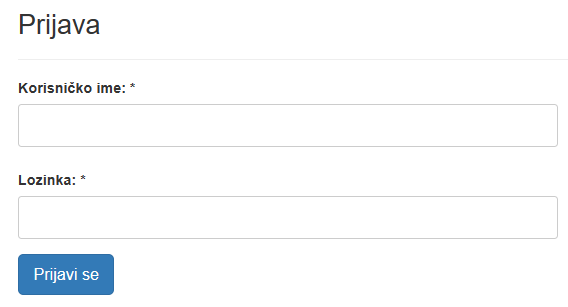 Prijava
Korisničko ime: *
Lozinka: *
Prijavi se